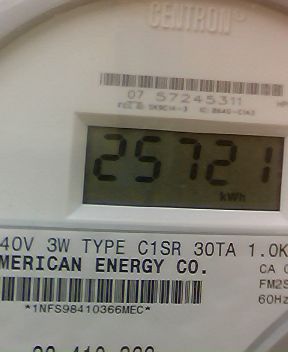 CENTRON®
07 57245311
25721
kWh
40V 3W TYPE C1SR 30TA 1.0K
MERICAN ENERGY CO.
CA 0
FM2S
60Hz
*1NFS98410366MEC*